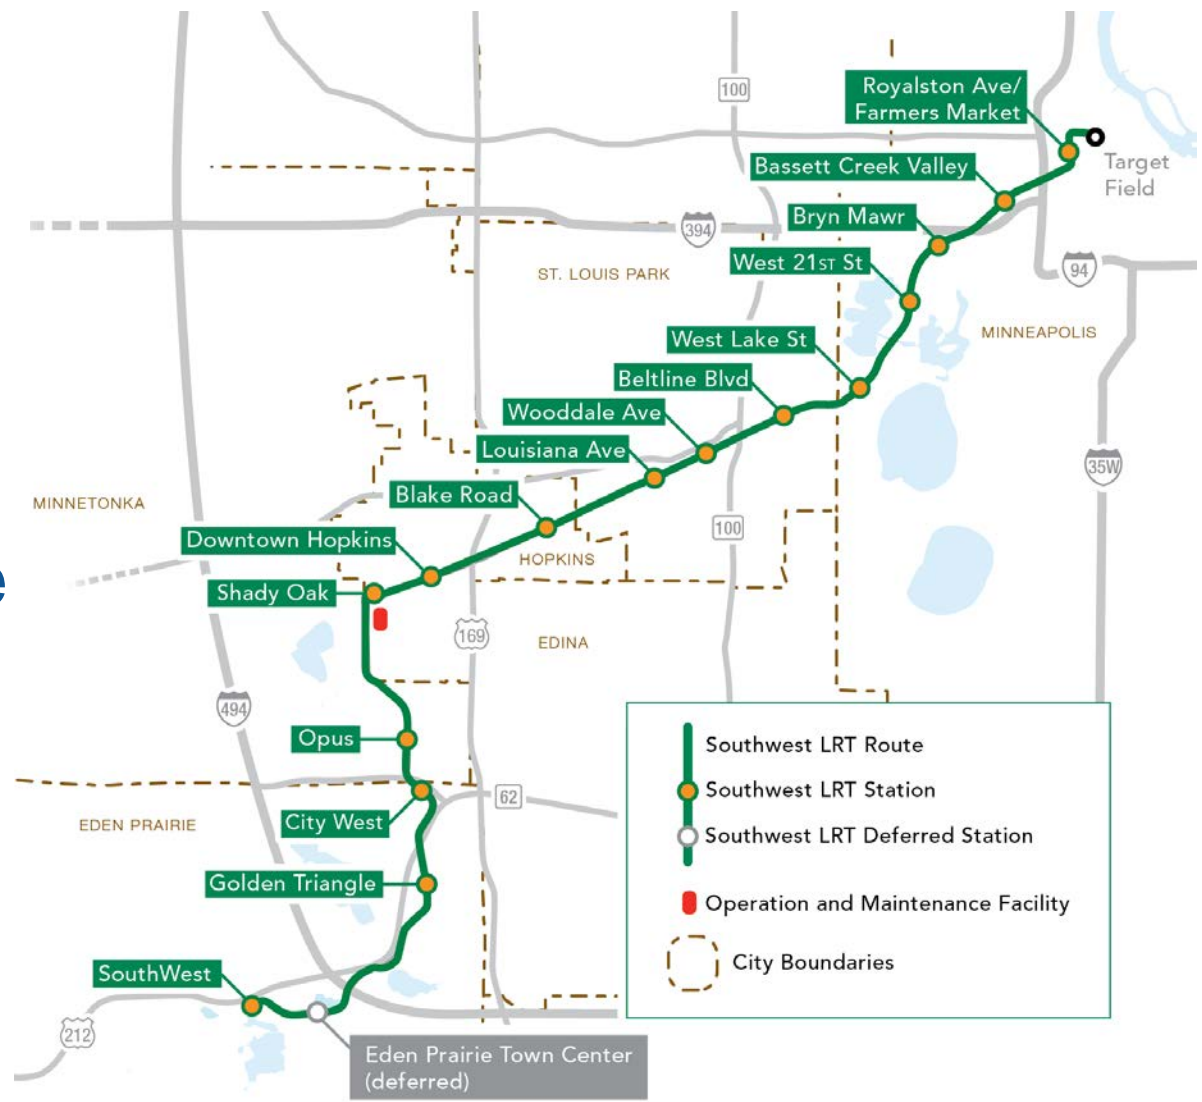 100
Royalston Ave/
Farmers Market
Target
Field
Bassett Creek Valley
Bryn Mawr
394
West 21ST St
94
ST. LOUIS PARK
MINNEAPOLIS
West Lake St
Beltline Blvd
Wooddale Ave
Louisiana Ave
35W
Blake Road
MINNETONKA
100
Downtown Hopkins
HOPKINS
e
Shady Oak
169
EDINA
494
Opus
62
City West
EDEN PRAIRIE
Golden Triangle
SouthWest
212
Eden Prairie Town Center
(deferred)
Southwest LRT Route
Southwest LRT Station
Southwest LRT Deferred Station
Operation and Maintenance Facility
City Boundaries